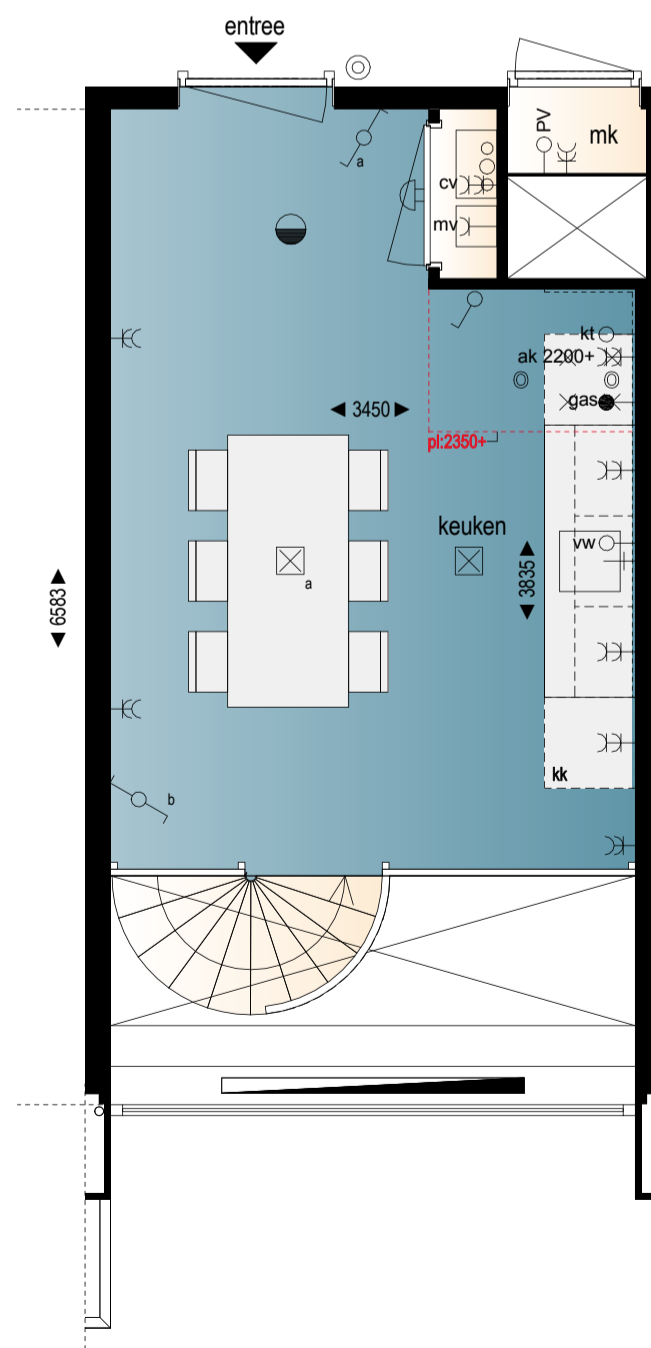 entree
PV
mk
a
cv
mv
kt
ak 2200+
gas
3450
pl:2350+
keuken
vw
a
3835
6583
kk
b